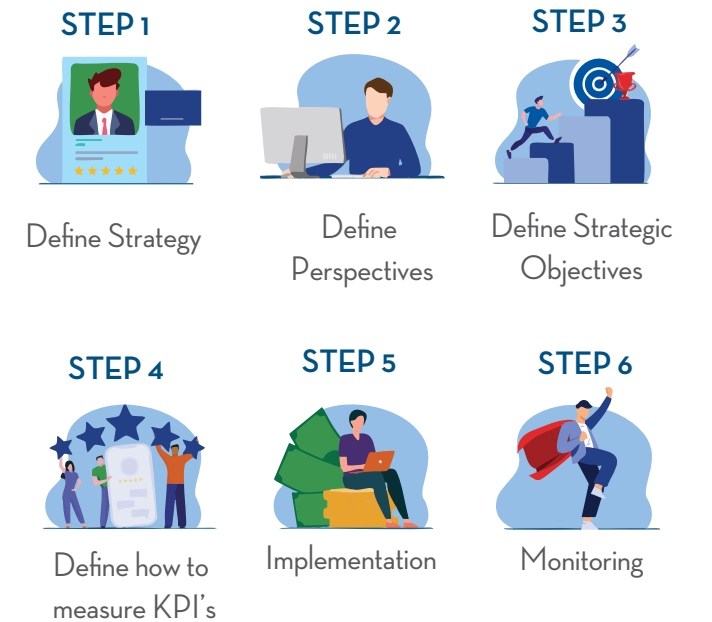 STEP 1
Define Strategy
STEP 2
Define
Perspectives
STEP 3
Define Strategic
Objectives
STEP 4
Define how to
measure KPI's
STEP 5
Implementation
STEP 6
Monitoring